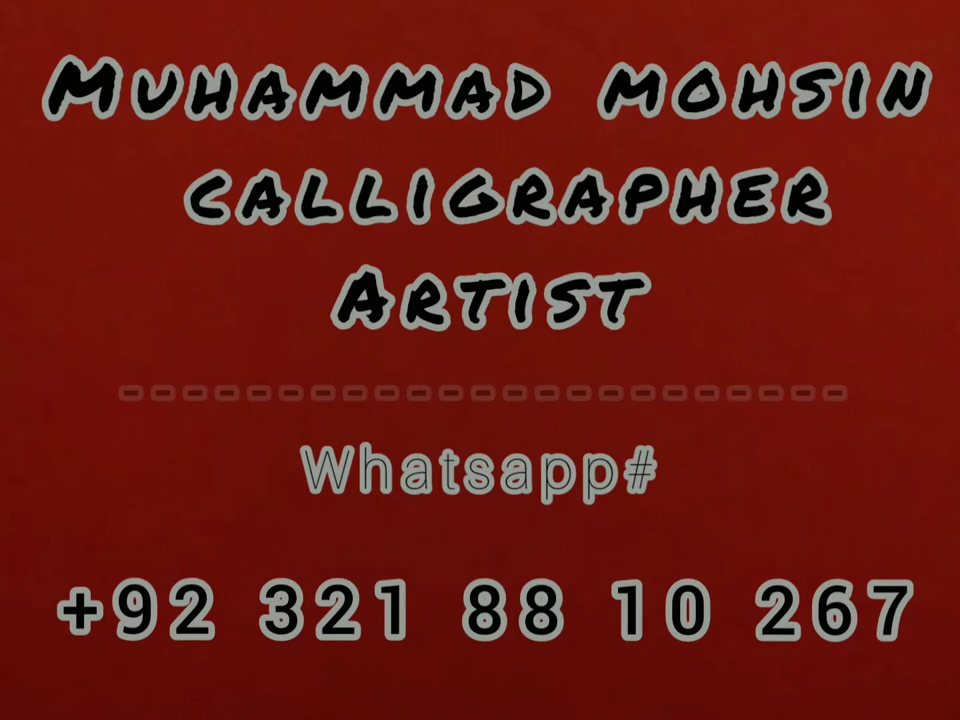 Muhammad mohsin
calligrapher
Artist
---------------------
Whatsapp#
+92 321 88 10 267